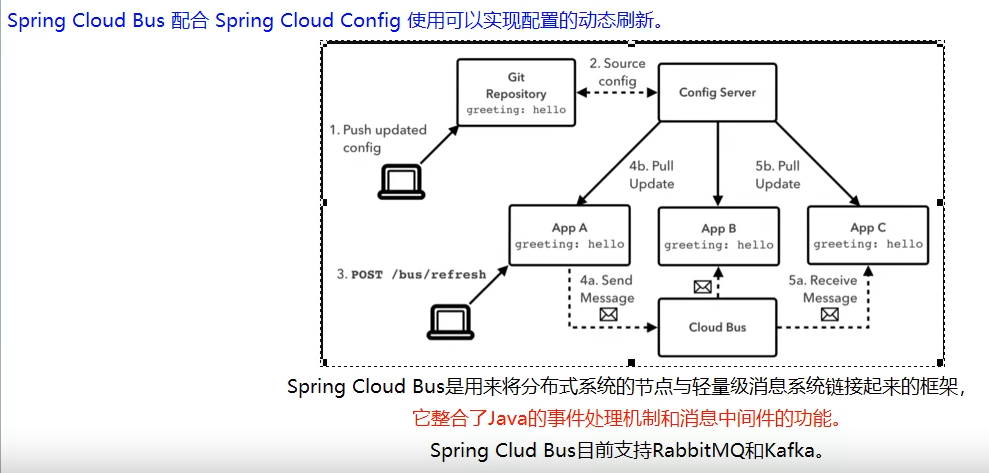 Spring Cloud Bus 配合 Spring Cloud Config 使用可以实现配置的动态刷新。
Git
Repository
greeting: hello
2. Source
config
Config Server
1. Push updated
config
4b. Pull
Update
5b. Pull
Update
App A
greeting: hello
App B
greeting: hello
App C
greeting: hello
3. POST /bus/refresh
4a. Send
Message
5a. Receive
Message
Cloud Bus
Spring Cloud Bus是用来将分布式系统的节点与轻量级消息系统链接起来的框架，
它整合了Java的事件处理机制和消息中间件的功能。
Spring Clud Bus目前支持RabbitMQ和Kafka。